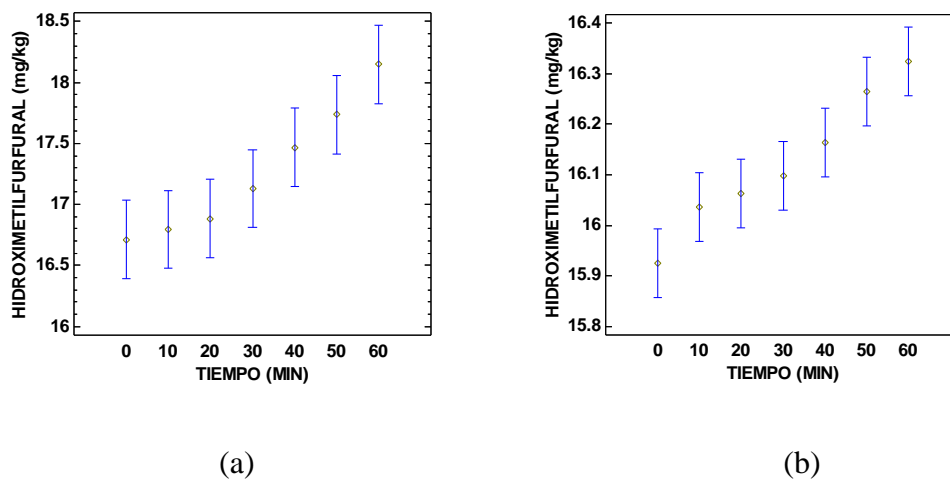 HIDROXIMETILFURFURAL (mg/kg)
18.5
18
17.5
17
16.5
16
0 10 20 30 40 50 60
TIEMPO (MIN)
(a)
HIDROXIMETILFURFURAL (mg/kg)
16.4
16.3
16.2
16.1
16
15.9
15.8
0 10 20 30 40 50 60
TIEMPO (MIN)
(b)